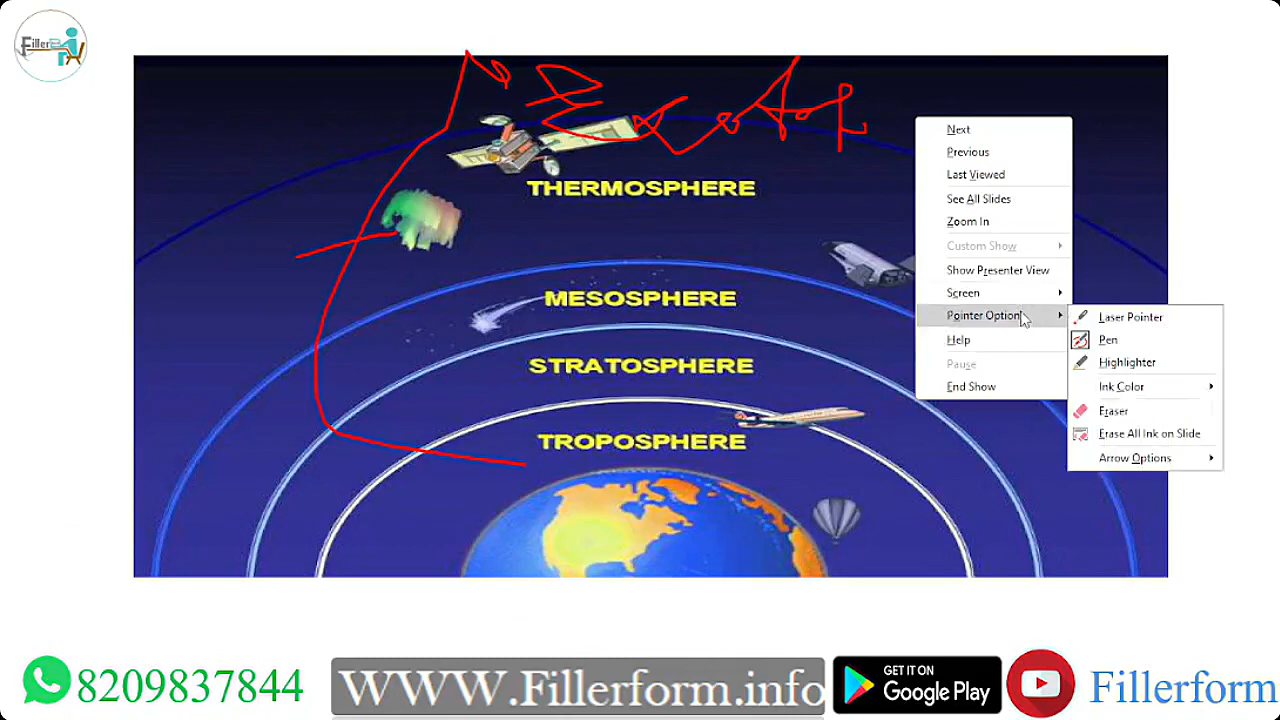 Filler
THERMOSPHERE
MESOSPHERE
STRATOSPHERE
TROPOSPHERE
Next
Previous
Last Viewed
See All Slides
Zoom In
Custom Show
Show Presenter View
Screen
Pointer Option
Help
Pause
End Show
Laser Pointer
Pen
Highlighter
Ink Color
Eraser
Erase All Ink on Slide
Arrow Options
8209837844
WWW.Fillerform.info
GET IT ON
Google Play
Fillerform